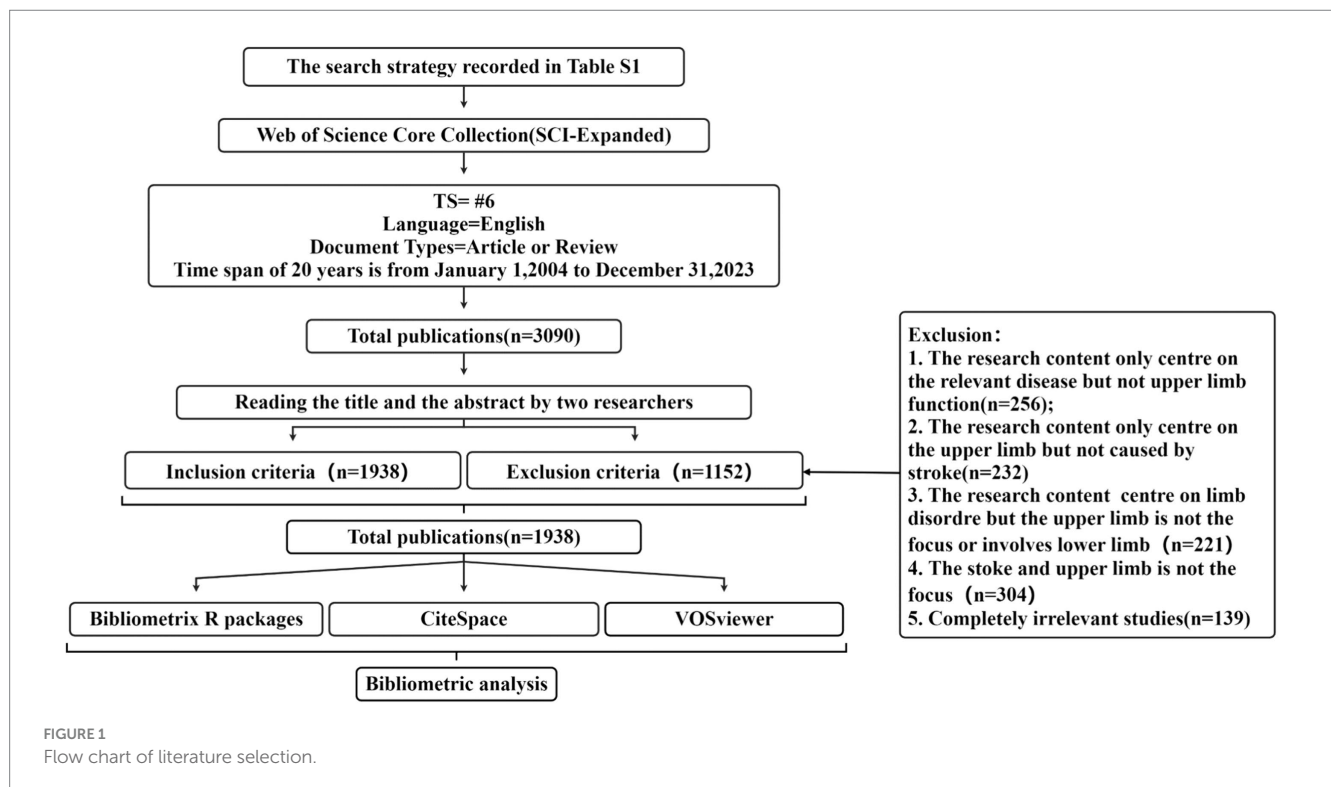 The search strategy recorded in Table S1
Web of Science Core Collection(SCI-Expanded)
TS= #6
Language=English
Document Types=Article or Review
Time span of 20 years is from January 1,2004 to December 31,2023
Total publications(n=3090)
Reading the title and the abstract by two researchers
Inclusion criteria（n=1938)
Exclusion criteria（n=1152)
Exclusion：
1. The research content only centre on
the relevant disease but not upper limb
function(n=256);
2. The research content only centre on
the upper limb but not caused by
stroke(n=232)
3. The research content centre on limb
disordre but the upper limb is not the
focus or involves lower limb（n=221)
4. The stoke and upper limb is not the
focus（n=304)
5. Completely irrelevant studies(n=139)
Total publications(n=1938)
Bibliometrix R packages
CiteSpace
VOSviewer
Bibliometric analysis
FIGURE 1
Flow chart of literature selection.